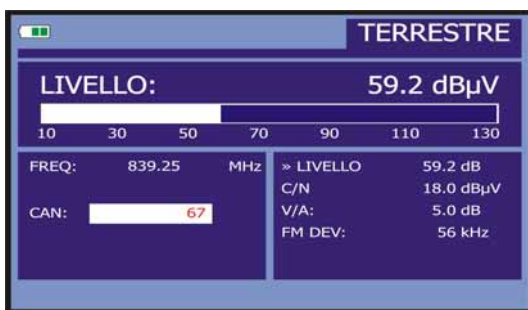 TERRESTRE
LIVELLO: 59.2 dBµV
10 30 50 70 90 110 130
FREQ: 839.25 MHz
CAN: 67
» LIVELLO 59.2 dB
C/N 18.0 dBµV
V/A: 5.0 dB
FM DEV: 56 kHz